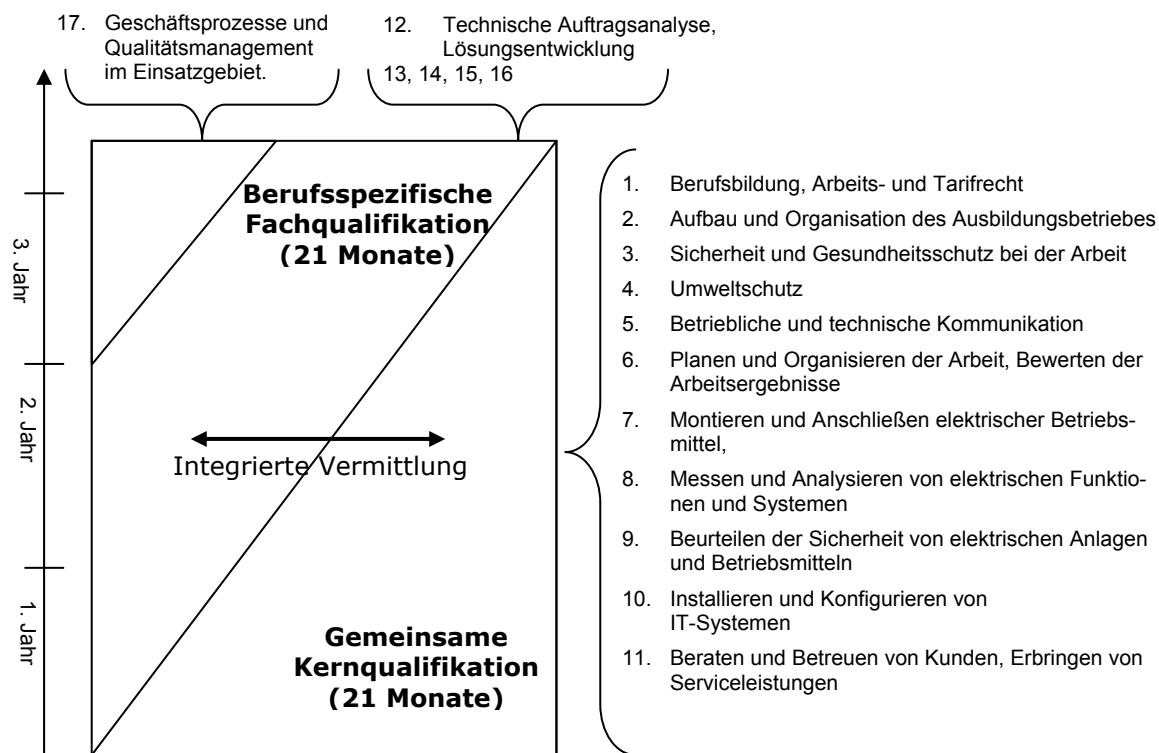 17. Geschäftsprozesse und
Qualitätsmanagement
im Einsatzgebiet.
12. Technische Auftragsanalyse,
Lösungsentwicklung
13, 14, 15, 16
3. Jahr
2. Jahr
1. Jahr
Berufsspezifische
Fachqualifikation
(21 Monate)
Integrierte Vermittlung
Gemeinsame
Kernqualifikation
(21 Monate)
1. Berufsbildung, Arbeits- und Tarifrecht
2. Aufbau und Organisation des Ausbildungsbetriebes
3. Sicherheit und Gesundheitsschutz bei der Arbeit
4. Umweltschutz
5. Betriebliche und technische Kommunikation
6. Planen und Organisieren der Arbeit, Bewerten der
Arbeitsergebnisse
7. Montieren und Anschließen elektrischer Betriebs-
mittel,
8. Messen und Analysieren von elektrischen Funktio-
nen und Systemen
9. Beurteilen der Sicherheit von elektrischen Anlagen
und Betriebsmitteln
10. Installieren und Konfigurieren von
IT-Systemen
11. Beraten und Betreuen von Kunden, Erbringen von
Serviceleistungen